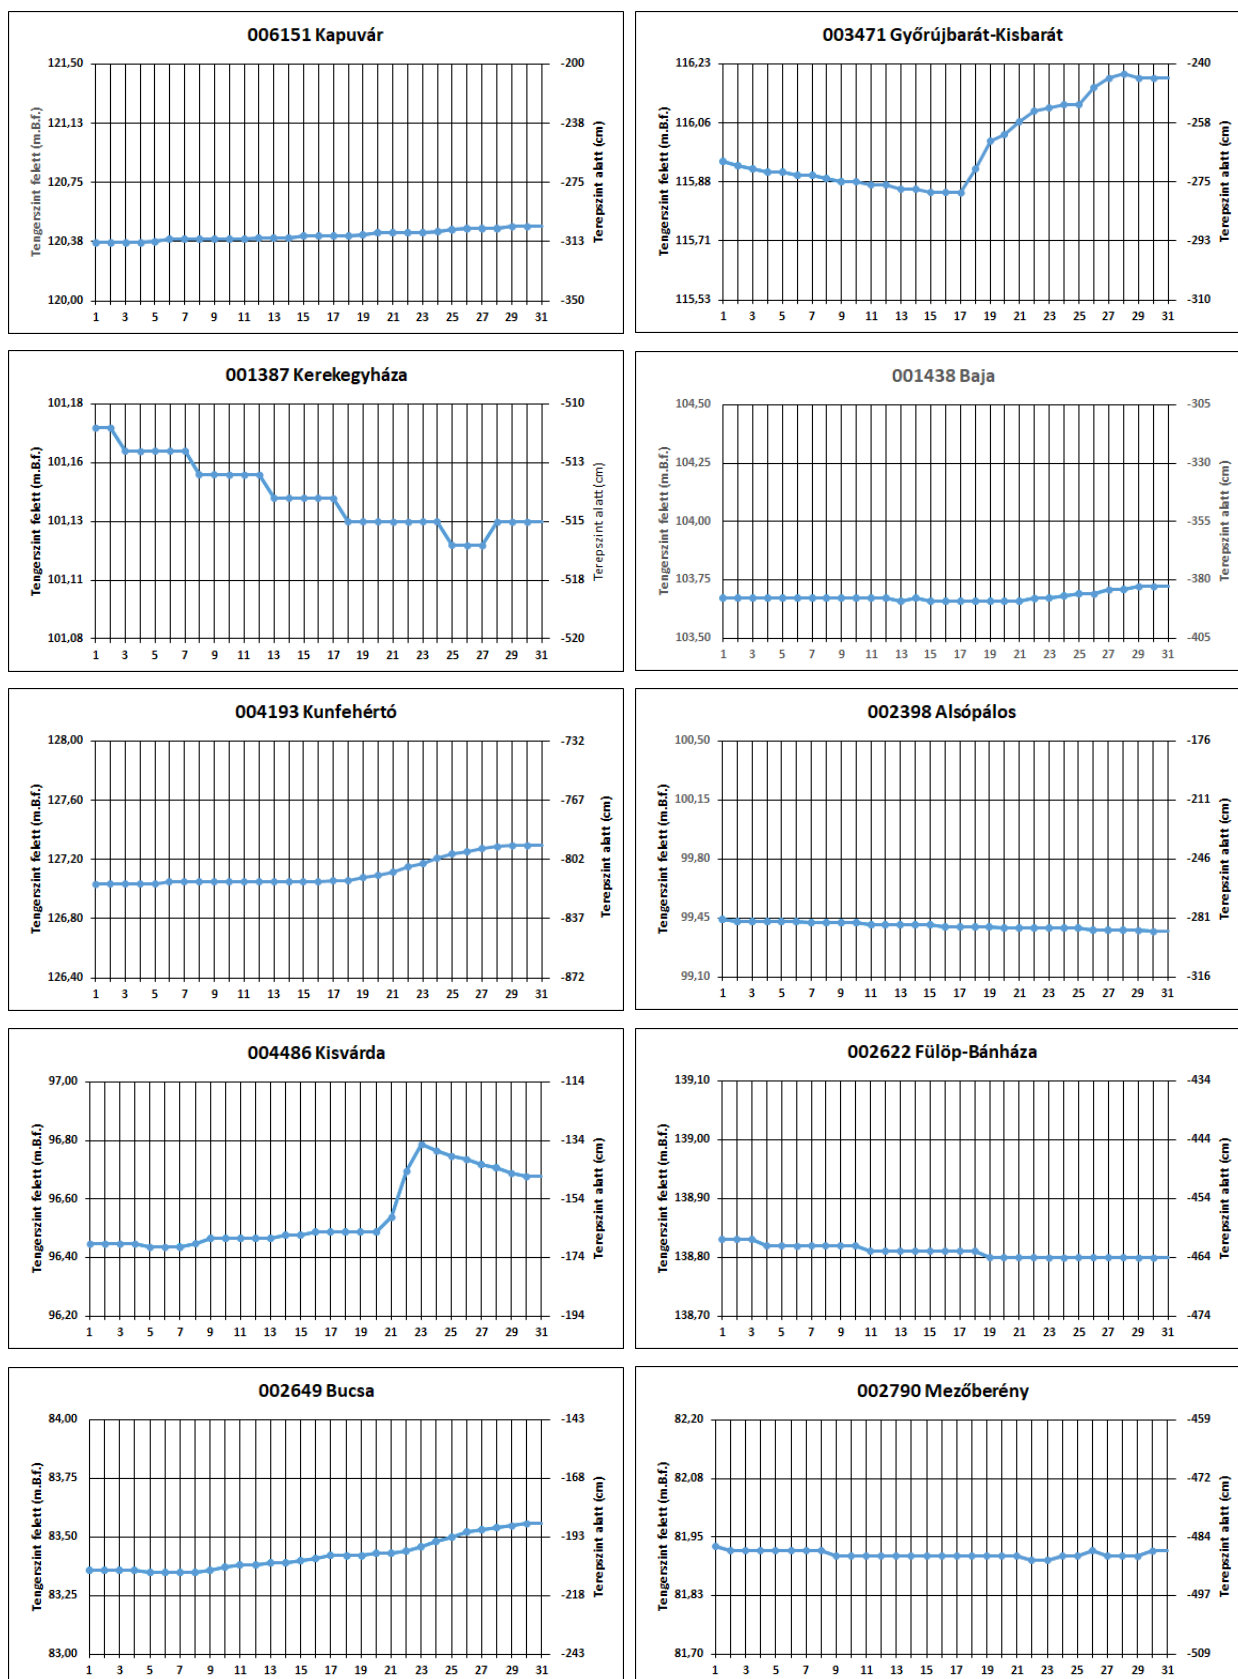 006151 Kapuvár
Tengerszint felett (m.B.f.)
121,50
121,13
120,75
120,38
120,00
-200
-238
-275
-313
-350
Terepszint alatt (cm)
1 3 5 7 9 11 13 15 17 19 21 23 25 27 29 31
003471 Győrújbarát-Kisbarát
Tengerszint felett (m.B.f.)
116,23
116,06
115,88
115,71
115,53
-240
-258
-275
-293
-310
Terepszint alatt (cm)
1 3 5 7 9 11 13 15 17 19 21 23 25 27 29 31
001387 Kerekegyháza
Tengerszint felett (m.B.f.)
101,18
101,16
101,13
101,11
101,08
-510
-513
-515
-518
-520
Terepszint alatt (cm)
1 3 5 7 9 11 13 15 17 19 21 23 25 27 29 31
001438 Baja
Tengerszint felett (m.B.f.)
104,50
104,25
104,00
103,75
103,50
-305
-330
-355
-380
-405
Terepszint alatt (cm)
1 3 5 7 9 11 13 15 17 19 21 23 25 27 29 31
004193 Kunfehértó
Tengerszint felett (m.B.f.)
128,00
127,60
127,20
126,80
126,40
-732
-767
-802
-837
-872
Terepszint alatt (cm)
1 3 5 7 9 11 13 15 17 19 21 23 25 27 29 31
002398 Alsópálos
Tengerszint felett (m.B.f.)
100,50
100,15
99,80
99,45
99,10
-176
-211
-246
-281
-316
Terepszint alatt (cm)
1 3 5 7 9 11 13 15 17 19 21 23 25 27 29 31
004486 Kisvárda
Tengerszint felett (m.B.f.)
97,00
96,80
96,60
96,40
96,20
-114
-134
-154
-174
-194
Terepszint alatt (cm)
1 3 5 7 9 11 13 15 17 19 21 23 25 27 29 31
002622 Fülöp-Bánháza
Tengerszint felett (m.B.f.)
139,10
139,00
138,90
138,80
138,70
-434
-444
-454
-464
-474
Terepszint alatt (cm)
1 3 5 7 9 11 13 15 17 19 21 23 25 27 29 31
002649 Bucsa
Tengerszint felett (m.B.f.)
84,00
83,75
83,50
83,25
83,00
-143
-168
-193
-218
-243
Terepszint alatt (cm)
1 3 5 7 9 11 13 15 17 19 21 23 25 27 29 31
002790 Mezőberény
Tengerszint felett (m.B.f.)
82,20
82,08
81,95
81,83
81,70
-459
-472
-484
-497
-509
Terepszint alatt (cm)
1 3 5 7 9 11 13 15 17 19 21 23 25 27 29 31